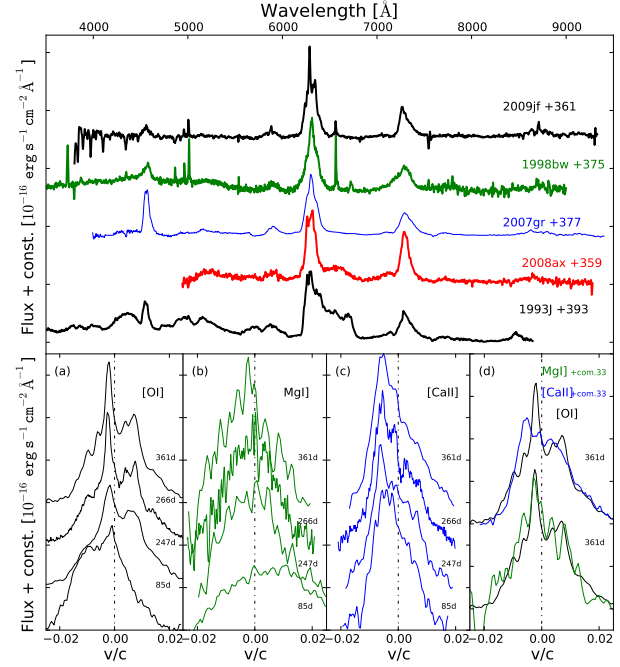 Wavelength [Å]
4000 5000 6000 7000 8000 9000
Flux + const. [10⁻¹⁶ erg s⁻¹ cm⁻² Å⁻¹]
2009jf +361
1998bw +375
2007gr +377
2008ax +359
1993J +393
Flux + const. [10⁻¹⁶ erg s⁻¹ cm⁻² Å⁻¹]
(a) [OI]
361d
266d
247d
85d
−0.02 0.00 0.02
v/c
(b) MgI]
361d
266d
247d
85d
−0.02 0.00 0.02
v/c
(c) [CaII]
361d
266d
247d
85d
−0.02 0.00 0.02
v/c
(d) MgI] +com.33
[CaII] +com.33
[OI]
361d
361d
−0.02 0.00 0.02
v/c